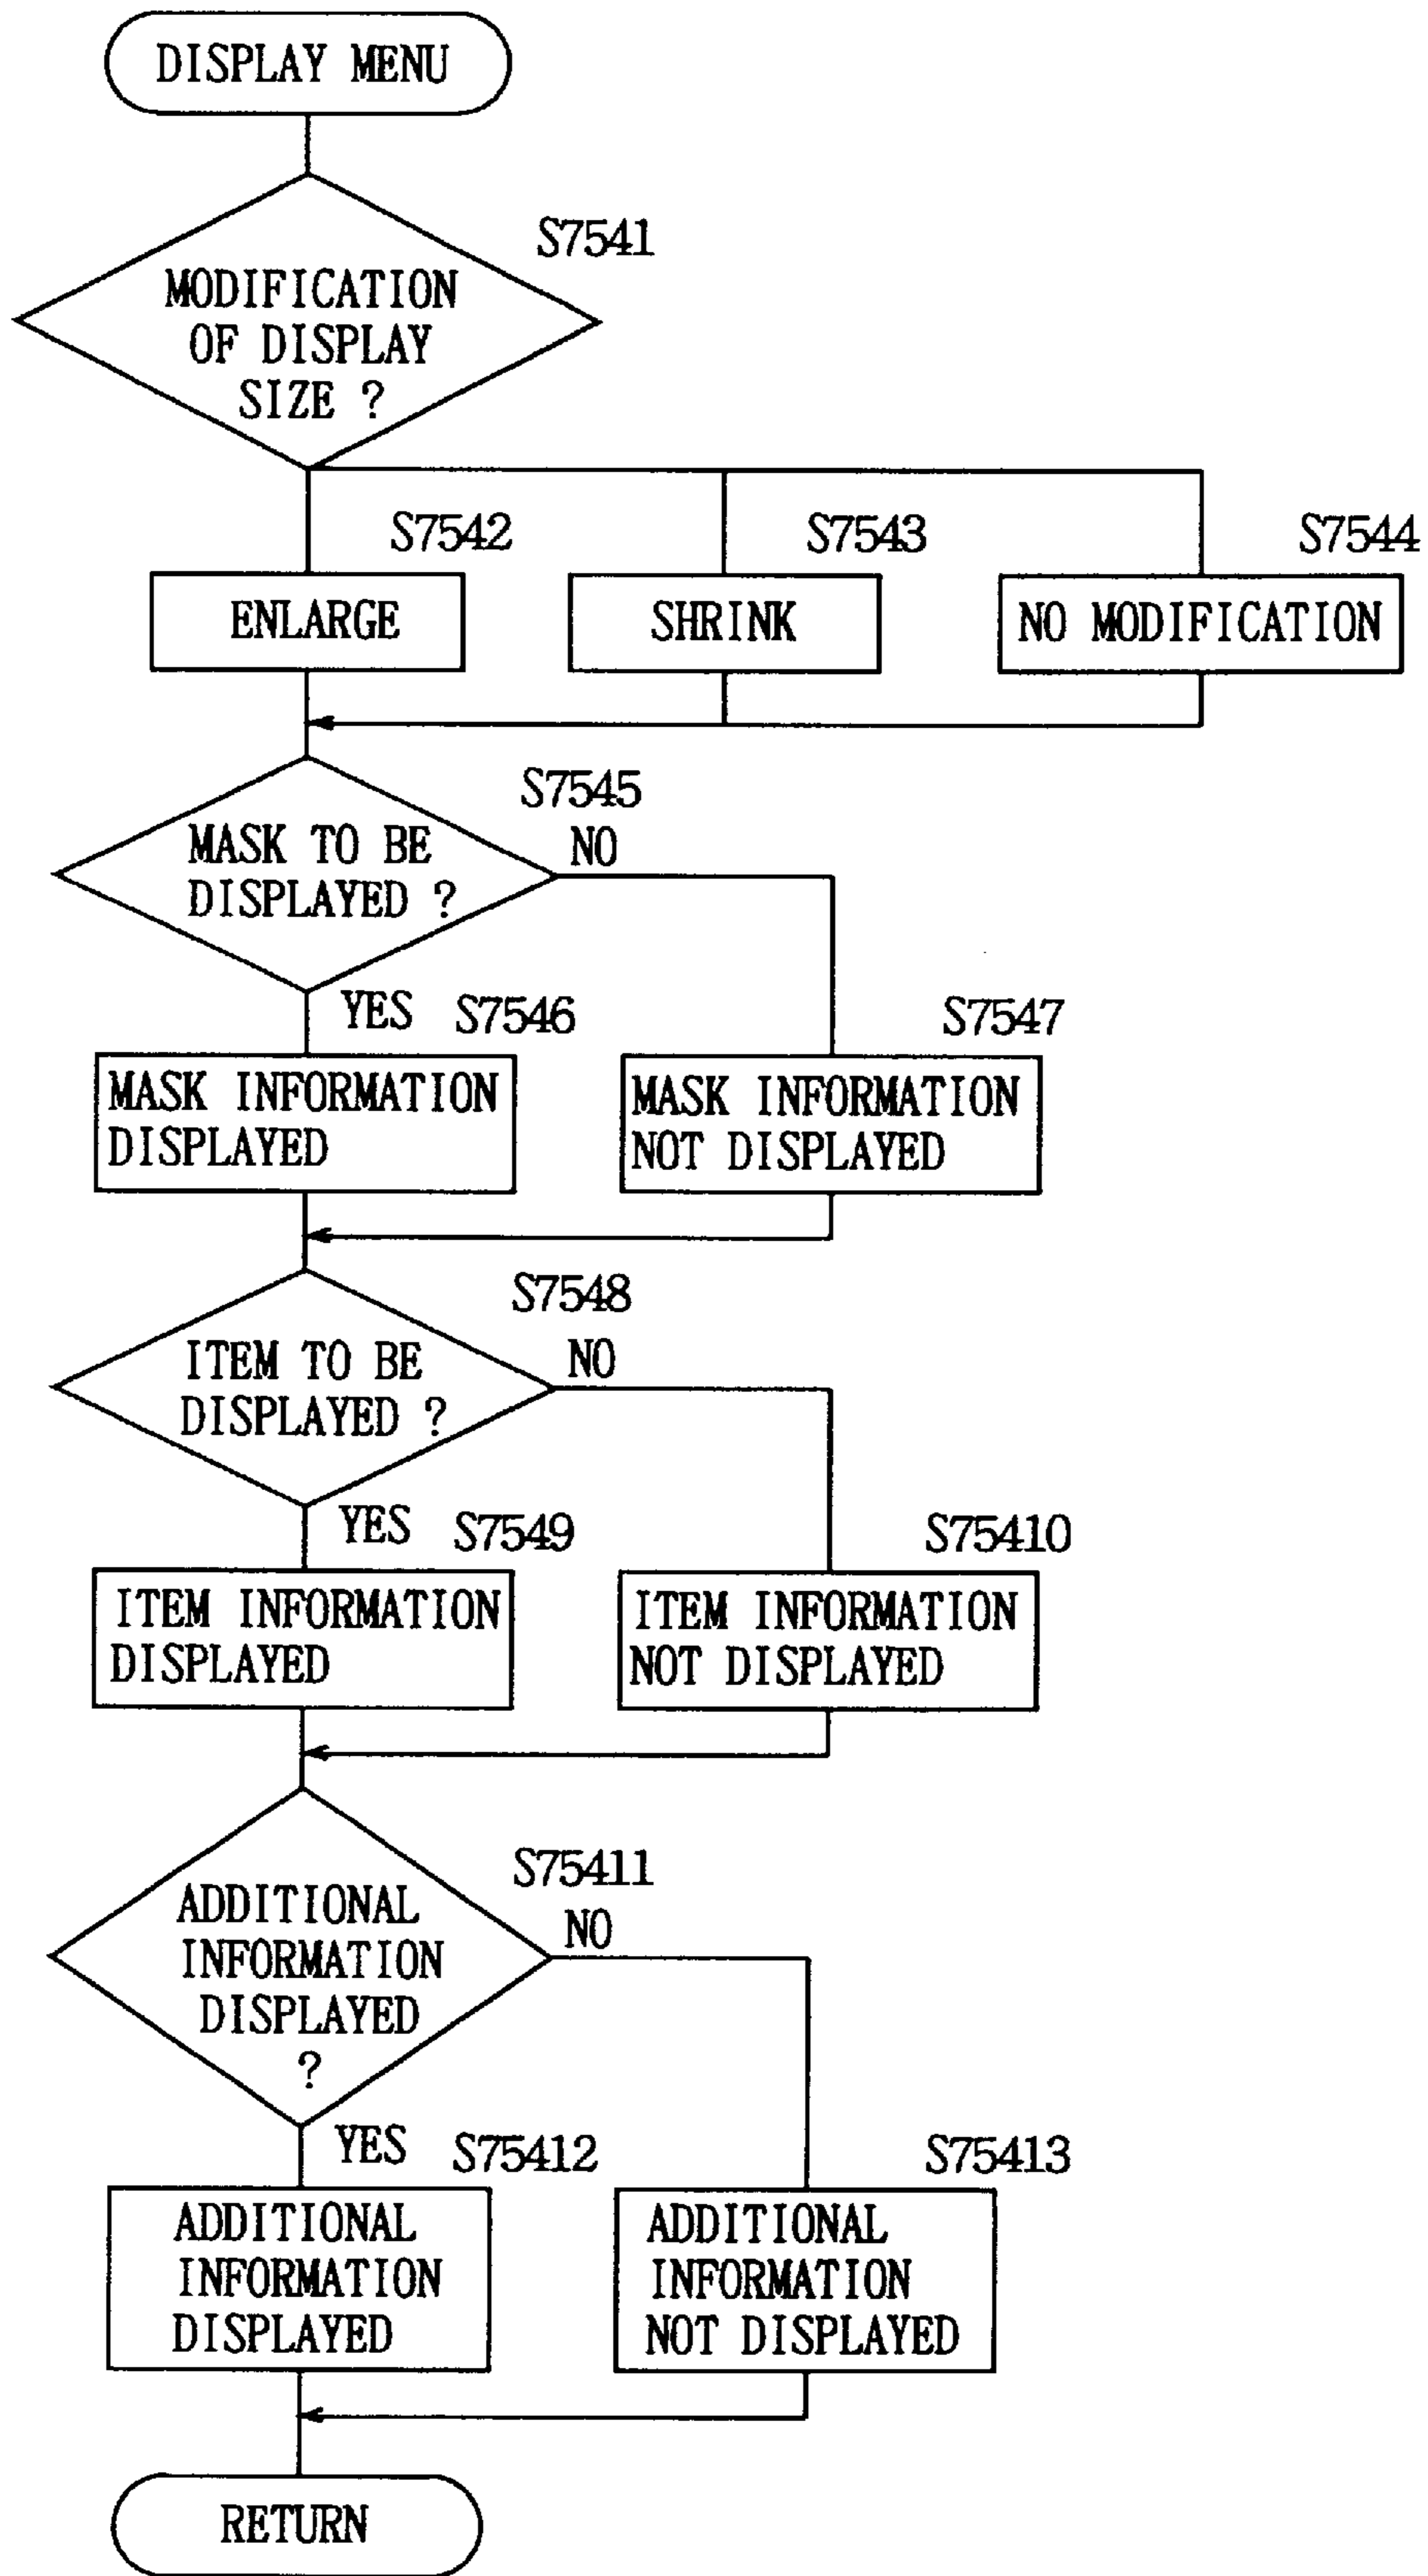 DISPLAY MENU
S7541
MODIFICATION
OF DISPLAY
SIZE ?
S7542
S7543
S7544
ENLARGE
SHRINK
NO MODIFICATION
S7545
MASK TO BE
DISPLAYED ?
NO
YES
S7546
S7547
MASK INFORMATION
DISPLAYED
MASK INFORMATION
NOT DISPLAYED
S7548
ITEM TO BE
DISPLAYED ?
NO
YES
S7549
S75410
ITEM INFORMATION
DISPLAYED
ITEM INFORMATION
NOT DISPLAYED
S75411
ADDITIONAL
INFORMATION
DISPLAYED
?
NO
YES
S75412
S75413
ADDITIONAL
INFORMATION
DISPLAYED
ADDITIONAL
INFORMATION
NOT DISPLAYED
RETURN